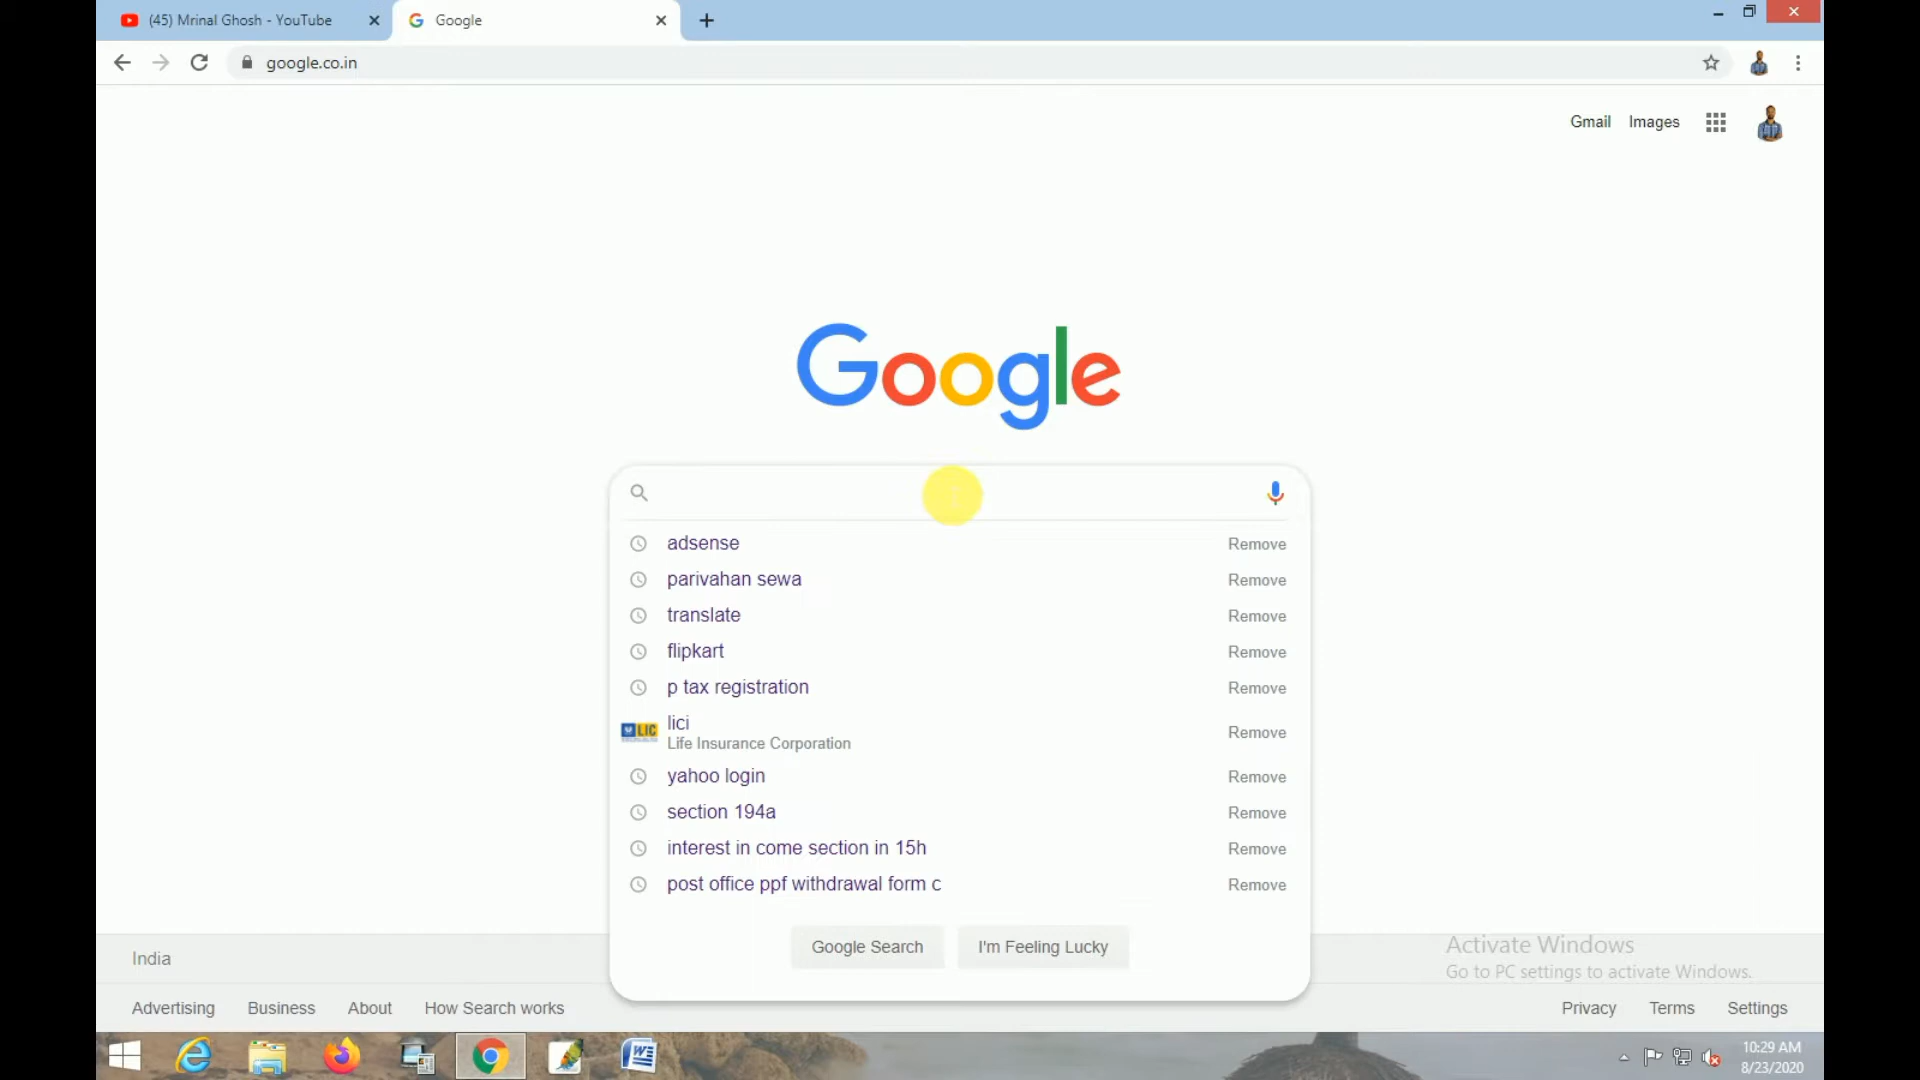 (45) Mrinal Ghosh - YouTube
Google
google.co.in
Gmail Images
Google
adsense Remove
parivahan sewa Remove
translate Remove
flipkart Remove
p tax registration Remove
LIC
lici
Life Insurance Corporation
Remove
yahoo login Remove
section 194a Remove
interest in come section in 15h Remove
post office ppf withdrawal form c Remove
Google Search I'm Feeling Lucky
Activate Windows
Go to PC settings to activate Windows.
India
Advertising Business About How Search works Privacy Terms Settings
10:29 AM
8/23/2020